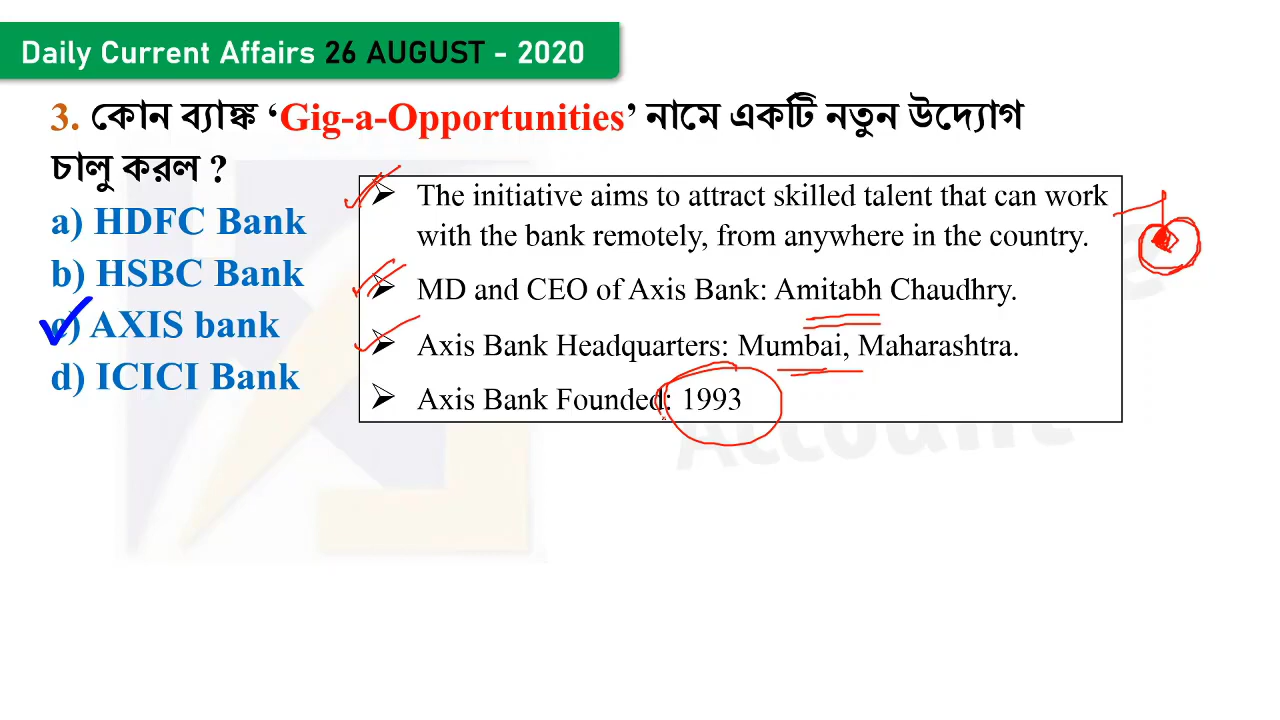 Daily Current Affairs 26 AUGUST - 2020
3. কোন ব্যাঙ্ক ‘Gig-a-Opportunities’ নামে একটি নতুন উদ্যোগ
চালু করল ?
a) HDFC Bank
b) HSBC Bank
c) AXIS bank
d) ICICI Bank
➢ The initiative aims to attract skilled talent that can work
with the bank remotely, from anywhere in the country.
➢ MD and CEO of Axis Bank: Amitabh Chaudhry.
➢ Axis Bank Headquarters: Mumbai, Maharashtra.
➢ Axis Bank Founded: 1993
Account